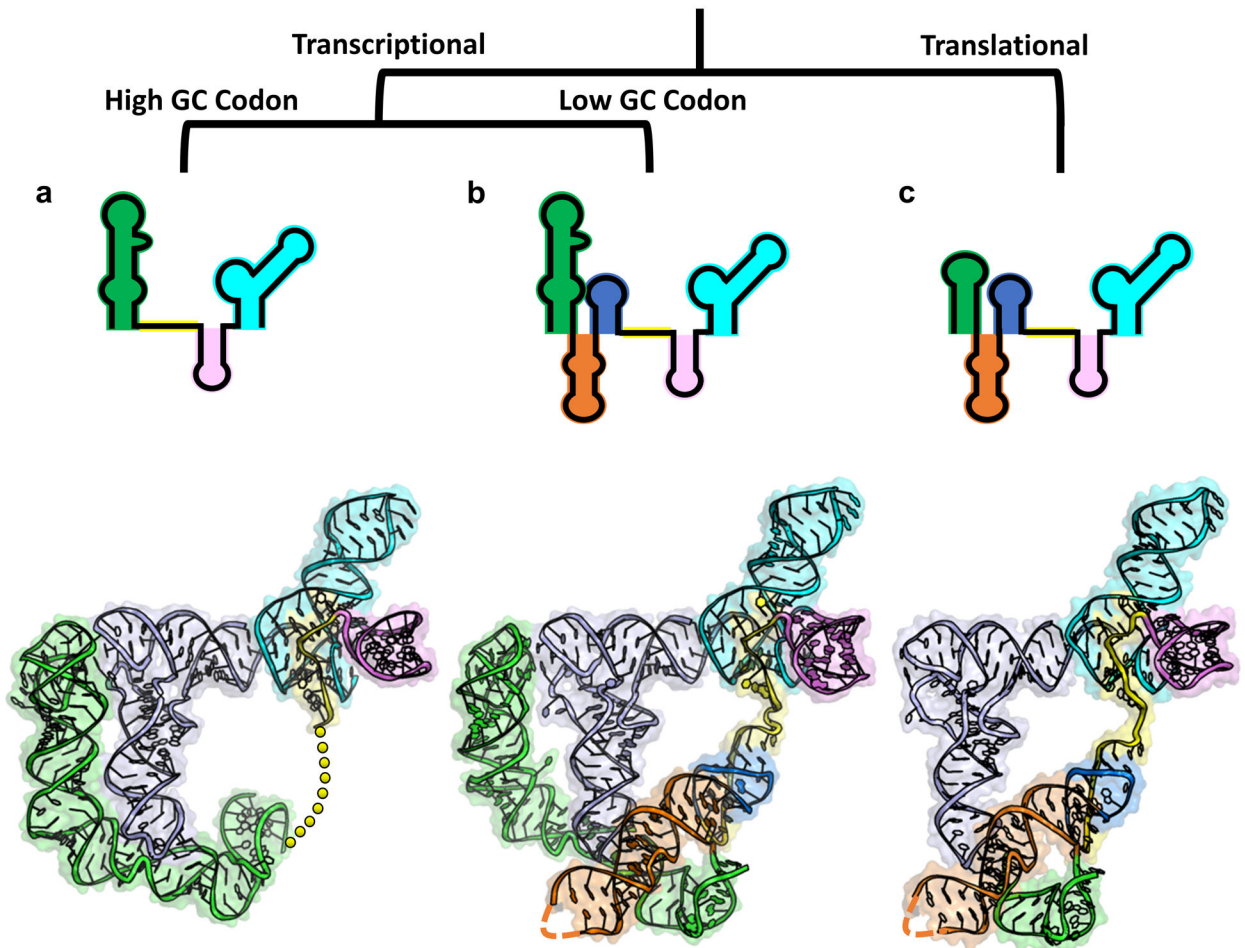 Transcriptional
Translational
High GC Codon
Low GC Codon
a
b
c